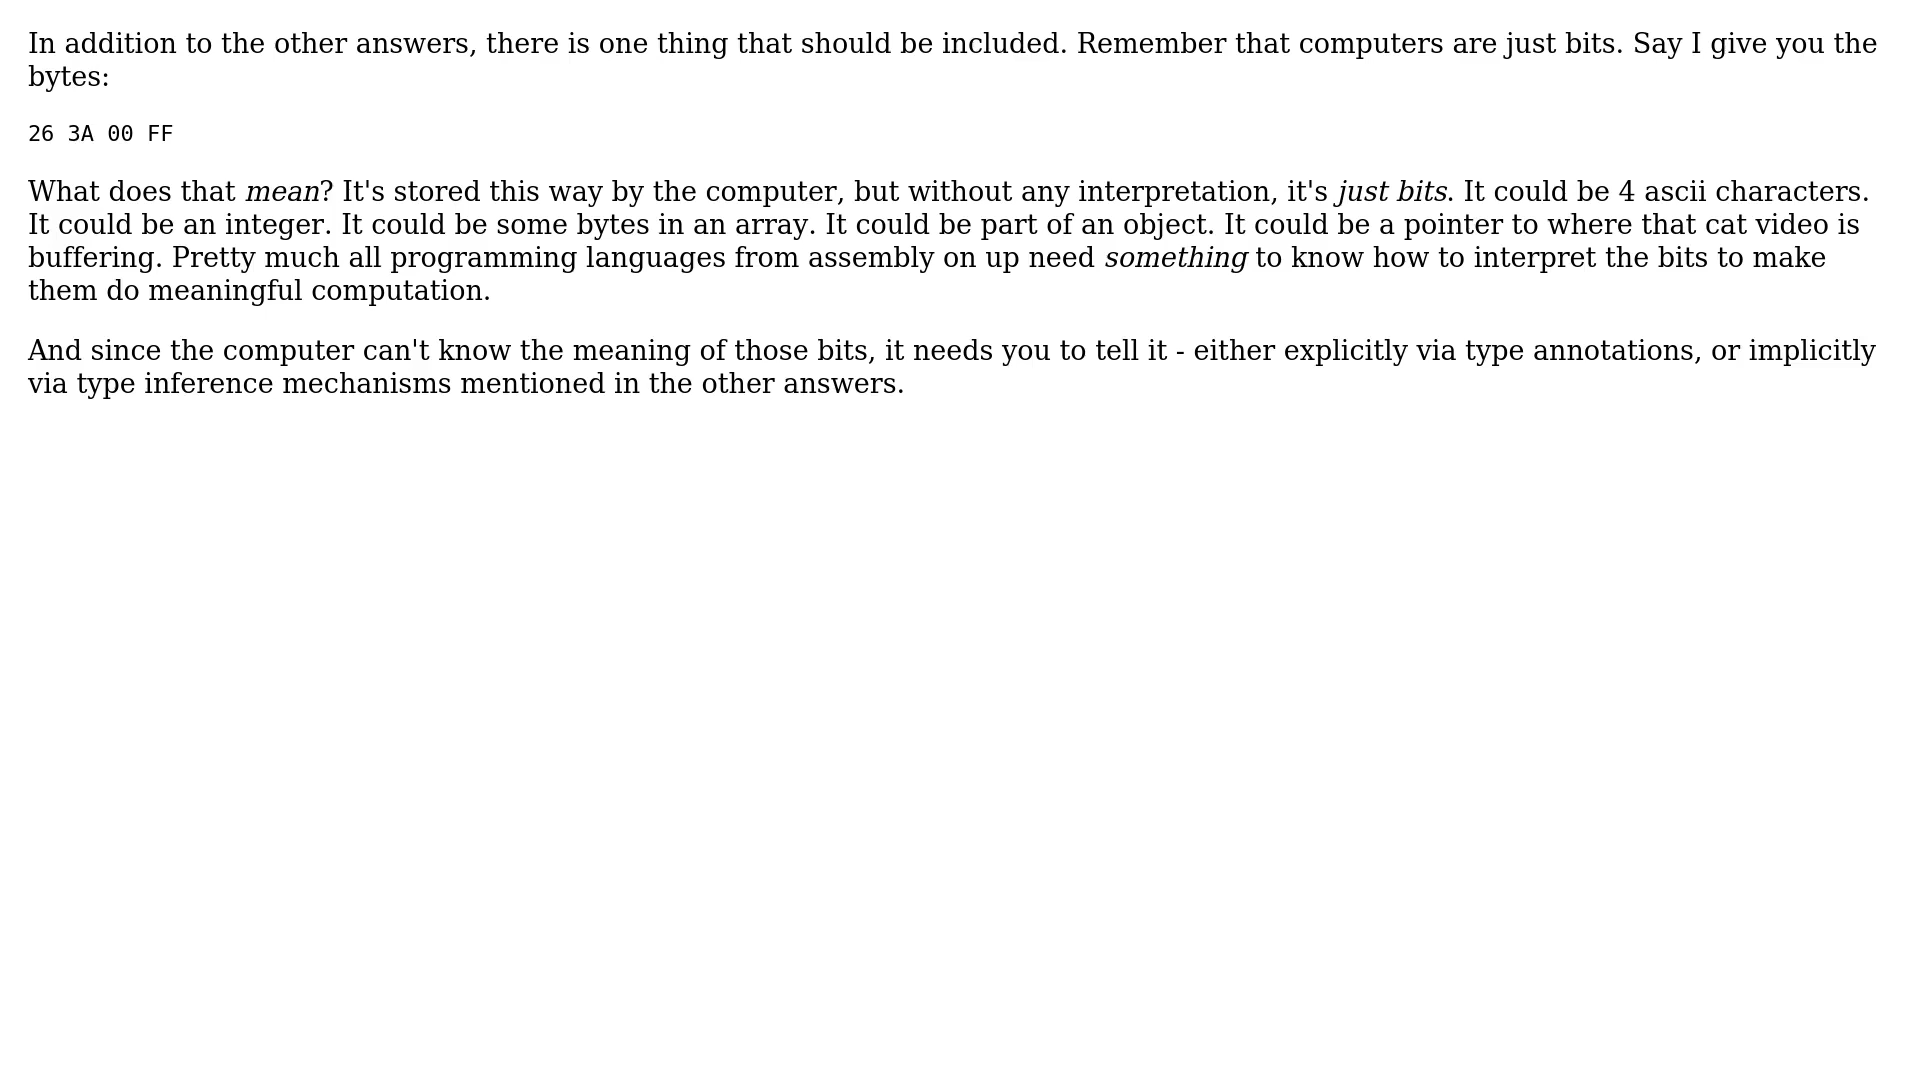 In addition to the other answers, there is one thing that should be included. Remember that computers are just bits. Say I give you the
bytes:
26 3A 00 FF
What does that mean? It's stored this way by the computer, but without any interpretation, it's just bits. It could be 4 ascii characters.
It could be an integer. It could be some bytes in an array. It could be part of an object. It could be a pointer to where that cat video is
buffering. Pretty much all programming languages from assembly on up need something to know how to interpret the bits to make
them do meaningful computation.
And since the computer can't know the meaning of those bits, it needs you to tell it - either explicitly via type annotations, or implicitly
via type inference mechanisms mentioned in the other answers.